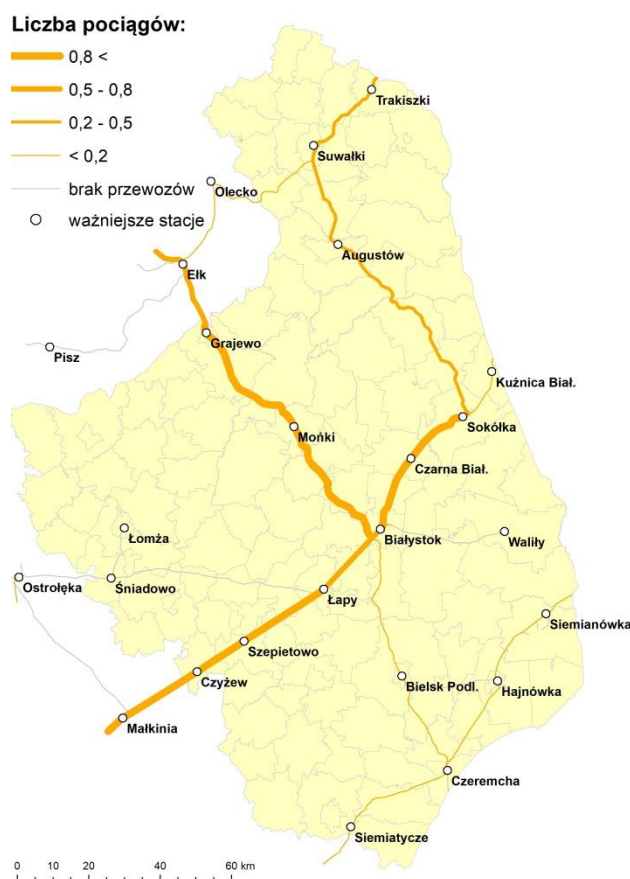 Liczba pociągów:
0,8 <
0,5 - 0,8
0,2 - 0,5
< 0,2
brak przewozów
ważniejsze stacje
Trakiszki
Suwałki
Olecko
Augustów
Ełk
Grajewo
Pisz
Kuźnica Biał.
Sokółka
Mońki
Czarna Biał.
Białystok
Waliły
Łomża
Ostrołęka
Śniadowo
Łapy
Siemianówka
Szepietowo
Czyżew
Bielsk Podl.
Hajnówka
Małkinia
Czeremcha
Siemiatycze
0 10 20 40 60 km